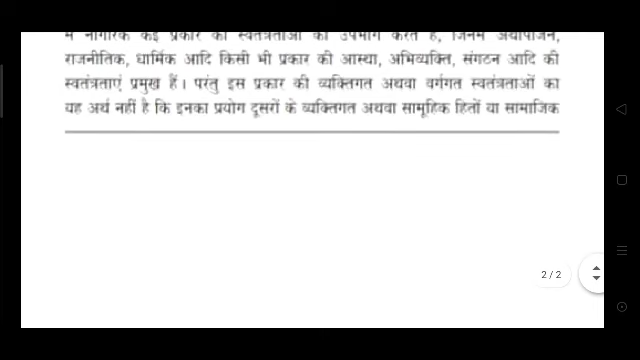 में नागरिक कई प्रकार की स्वतंत्रताओं का उपभोग करते हैं, जिनमें अर्थोपार्जन,
राजनीतिक, धार्मिक आदि किसी भी प्रकार की आस्था, अभिव्यक्ति, संगठन आदि की
स्वतंत्रताएं प्रमुख हैं। परंतु इस प्रकार की व्यक्तिगत अथवा वर्गगत स्वतंत्रताओं का
यह अर्थ नहीं है कि इनका प्रयोग दूसरों के व्यक्तिगत अथवा सामूहिक हितों या सामाजिक
2 / 2